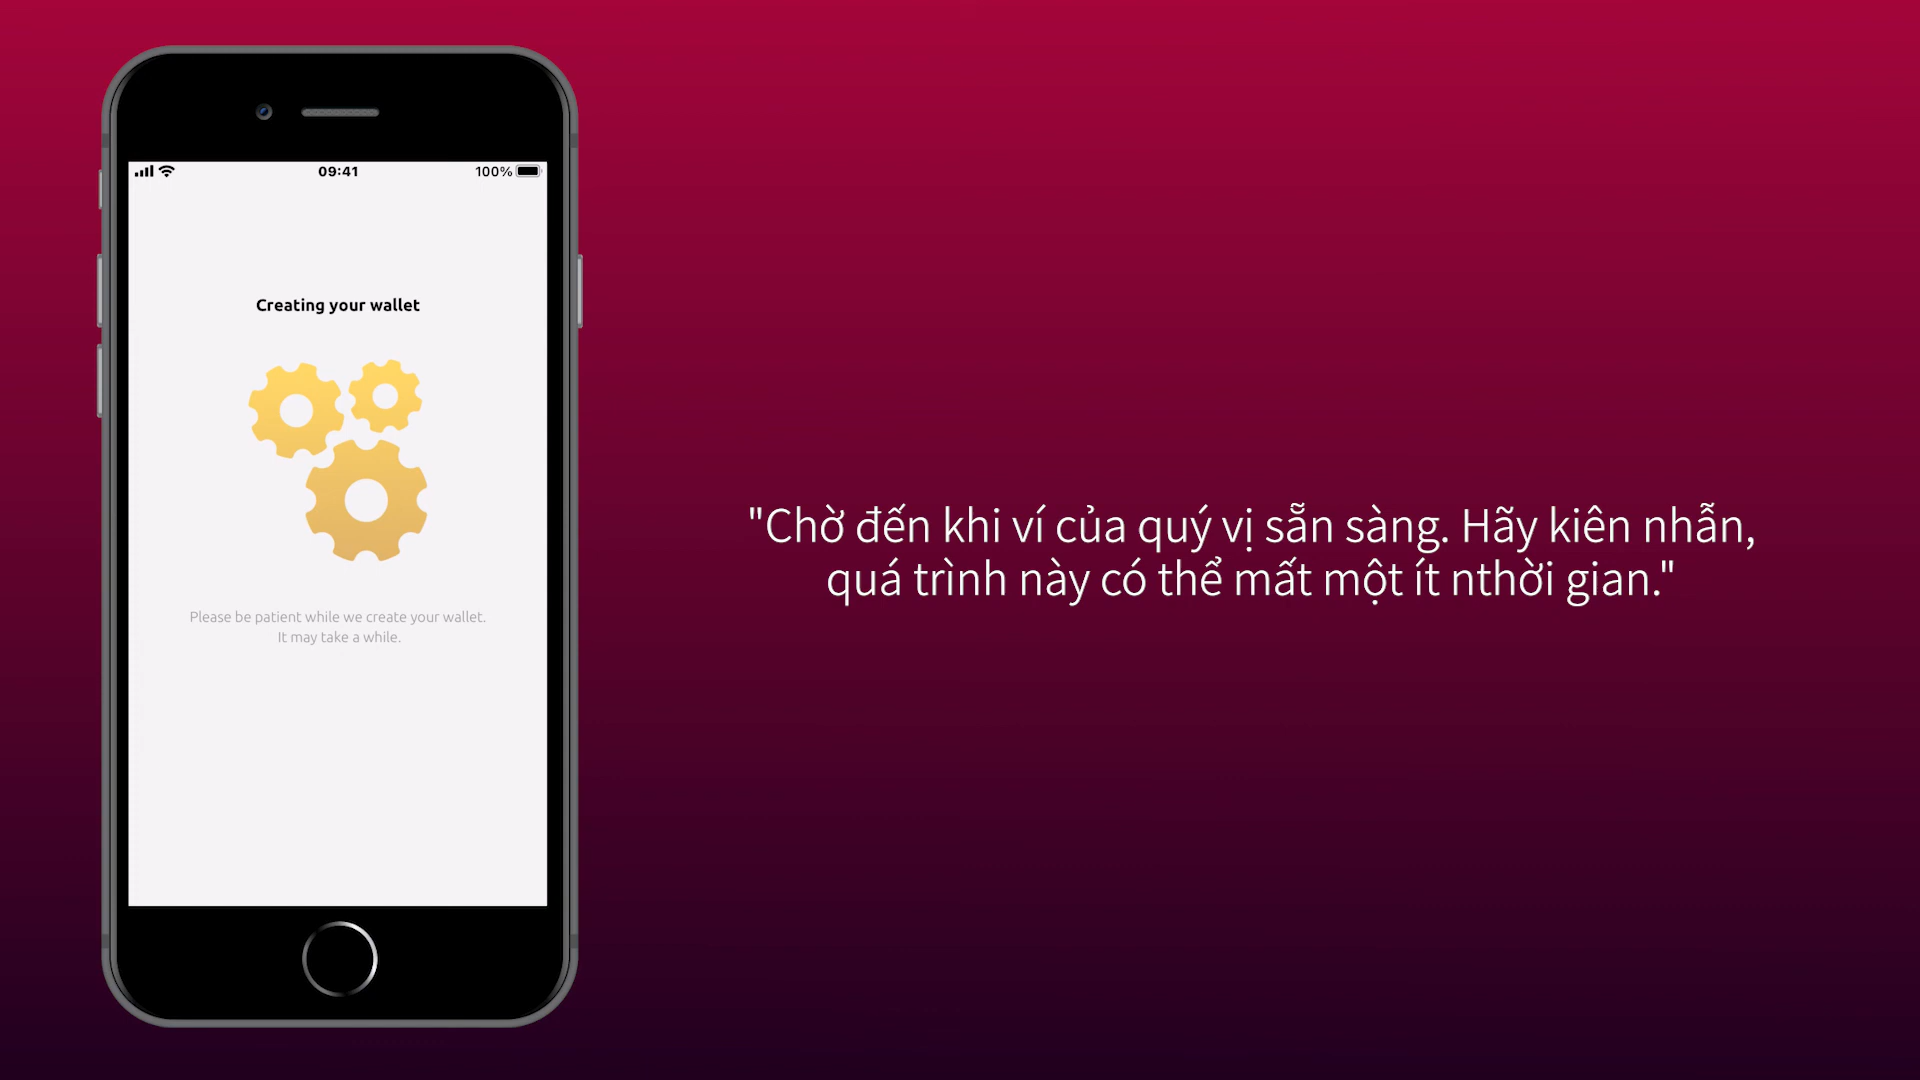 09:41
100%
Creating your wallet
Please be patient while we create your wallet.
It may take a while.
"Chờ đến khi ví của quý vị sẵn sàng. Hãy kiên nhẫn,
quá trình này có thể mất một ít nthời gian."